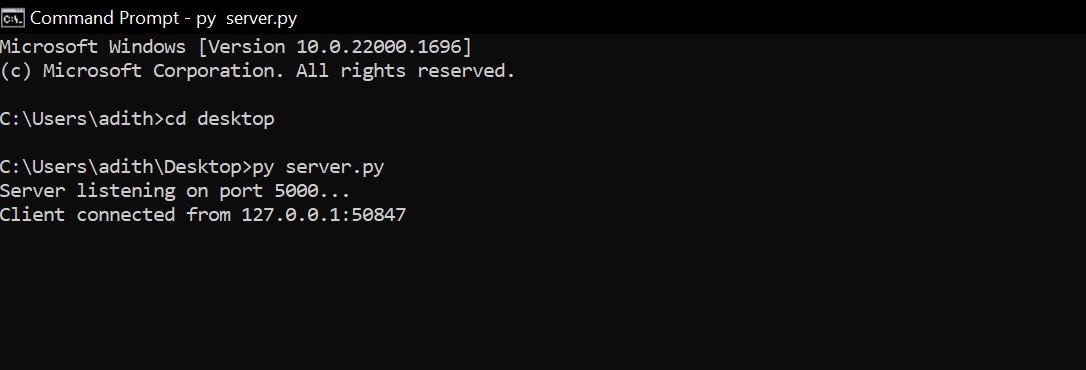 Command Prompt - py  server.py
Microsoft Windows [Version 10.0.22000.1696]
(c) Microsoft Corporation. All rights reserved.
C:\Users\adith>cd desktop
C:\Users\adith\Desktop>py server.py
Server listening on port 5000...
Client connected from 127.0.0.1:50847